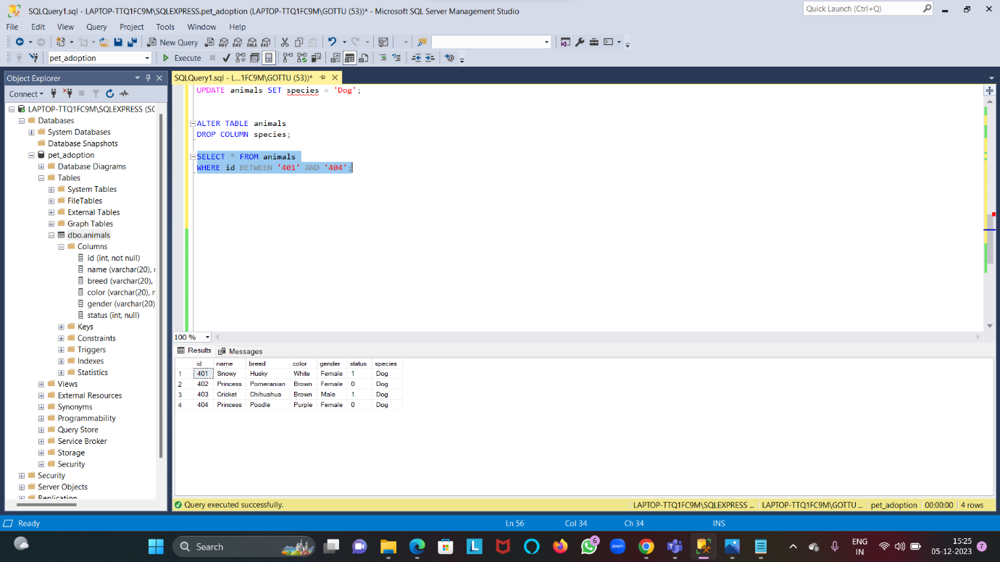 SQLQuery1.sql - LAPTOP-TTQ1FC9M\SQLEXPRESS.pet_adoption (LAPTOP-TTQ1FC9M\GOTTU (53))* - Microsoft SQL Server Management Studio
Quick Launch (Ctrl+Q)
File Edit View Query Project Tools Window Help
New Query
MDX DMX XMLA DAX
pet_adoption
Execute
Object Explorer
SQLQuery1.sql - L...1FC9M\GOTTU (53))*
Connect
LAPTOP-TTQ1FC9M\SQLEXPRESS (SC
Databases
System Databases
Database Snapshots
pet_adoption
Database Diagrams
Tables
System Tables
FileTables
External Tables
Graph Tables
dbo.animals
Columns
id (int, not null)
name (varchar(20), r
breed (varchar(20),
color (varchar(20), n
gender (varchar(20)
status (int, null)
Keys
Constraints
Triggers
Indexes
Statistics
Views
External Resources
Synonyms
Programmability
Query Store
Service Broker
Storage
Security
Security
Server Objects
Replication
UPDATE animals SET species = 'Dog';
ALTER TABLE animals
DROP COLUMN species;
SELECT * FROM animals
WHERE id BETWEEN '401' AND '404';
100 %
Results Messages
id name breed color gender status species
1 401 Snowy Husky White Female 1 Dog
2 402 Princess Pomeranian Brown Female 0 Dog
3 403 Cricket Chihuahua Brown Male 1 Dog
4 404 Princess Poodle Purple Female 0 Dog
Query executed successfully. LAPTOP-TTQ1FC9M\SQLEXPRESS ... LAPTOP-TTQ1FC9M\GOTTU ... pet_adoption 00:00:00 4 rows
Ready Ln 56 Col 34 Ch 34 INS
Search
L
6
zoom
ENG
IN
15:25
05-12-2023
7